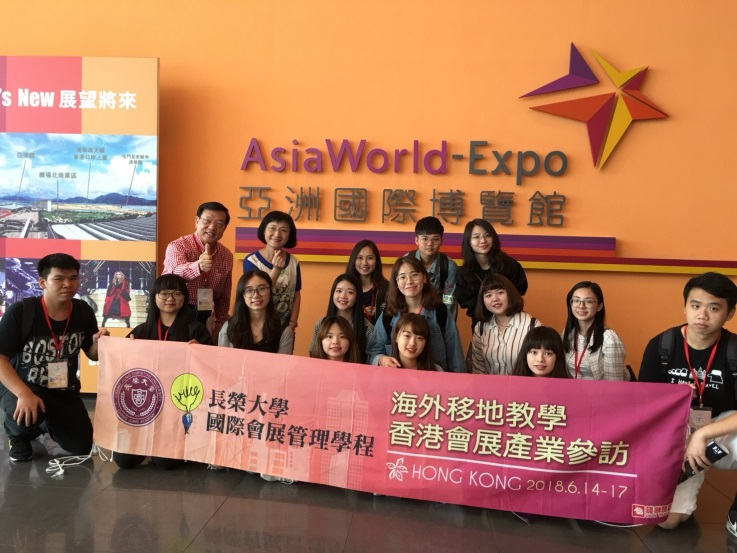 's New 展望將來
AsiaWorld-Expo
亞洲國際博覽館
BOSTON
長榮大學
國際會展管理學程
海外移地教學
香港會展產業參訪
HONG KONG 2018.6.14-17